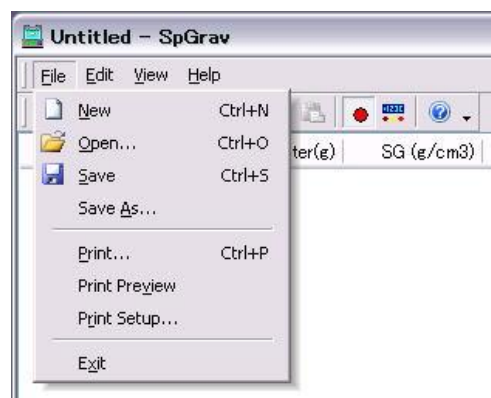 Untitled - SpGrav
File Edit View Help
New Ctrl+N
Open... Ctrl+O
Save Ctrl+S
Save As...
Print... Ctrl+P
Print Preview
Print Setup...
Exit
ter(g) SG (g/cm3)